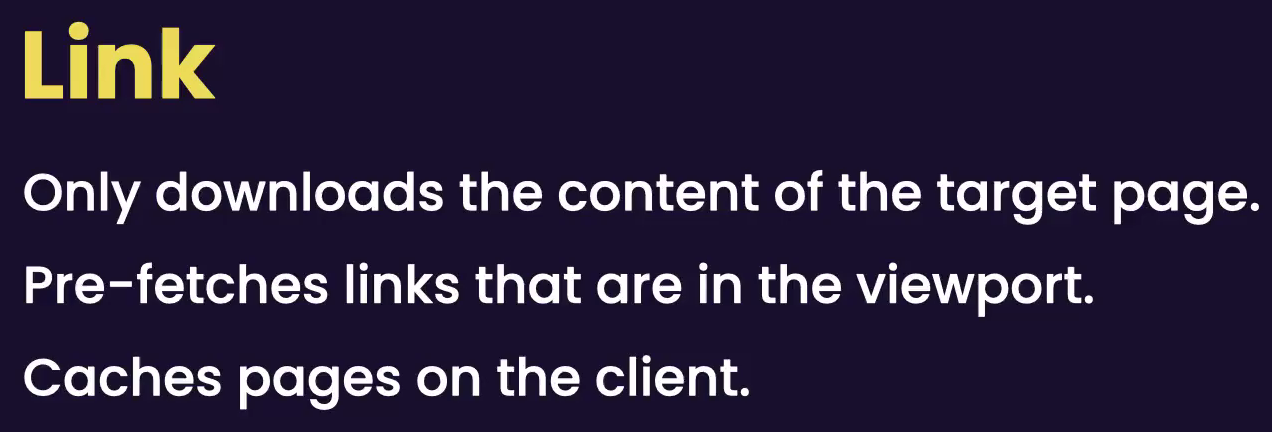 Link
Only downloads the content of the target page.
Pre-fetches links that are in the viewport.
Caches pages on the client.